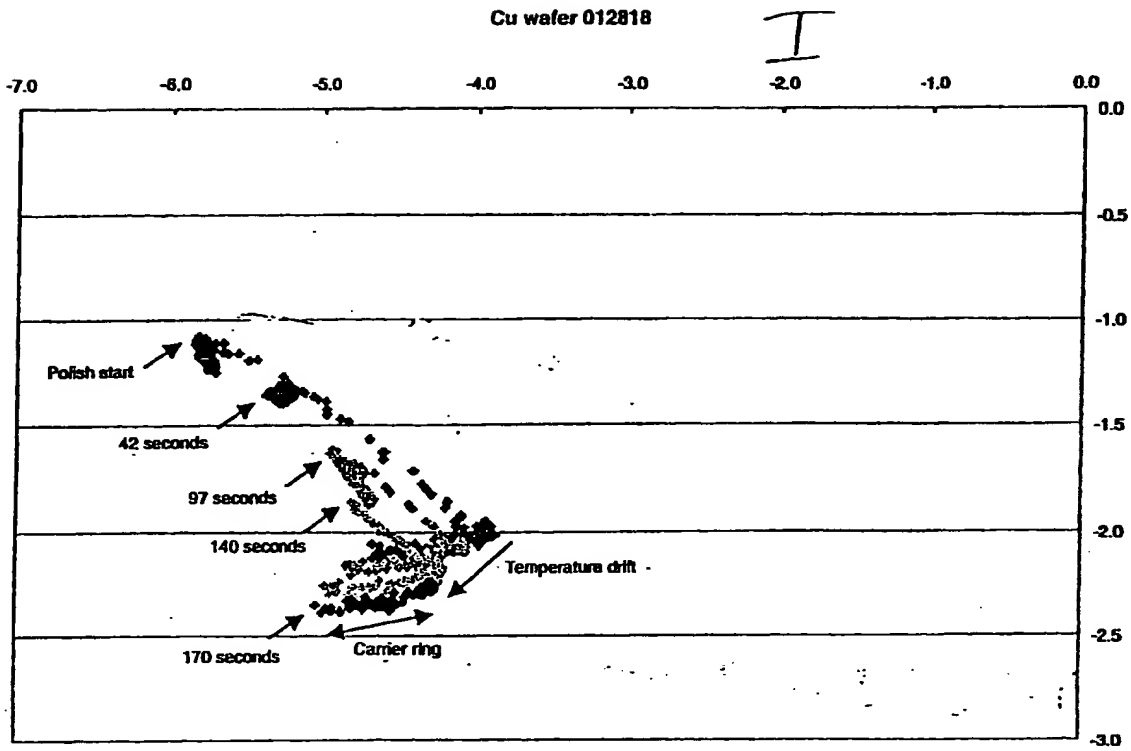 Cu wafer 012818
I
-7.0 -6.0 -5.0 -4.0 -3.0 -2.0 -1.0 0.0
0.0
-0.5
-1.0
Polish start
42 seconds
-1.5
97 seconds
140 seconds
-2.0
Temperature drift
170 seconds
Carrier ring
-2.5
-3.0